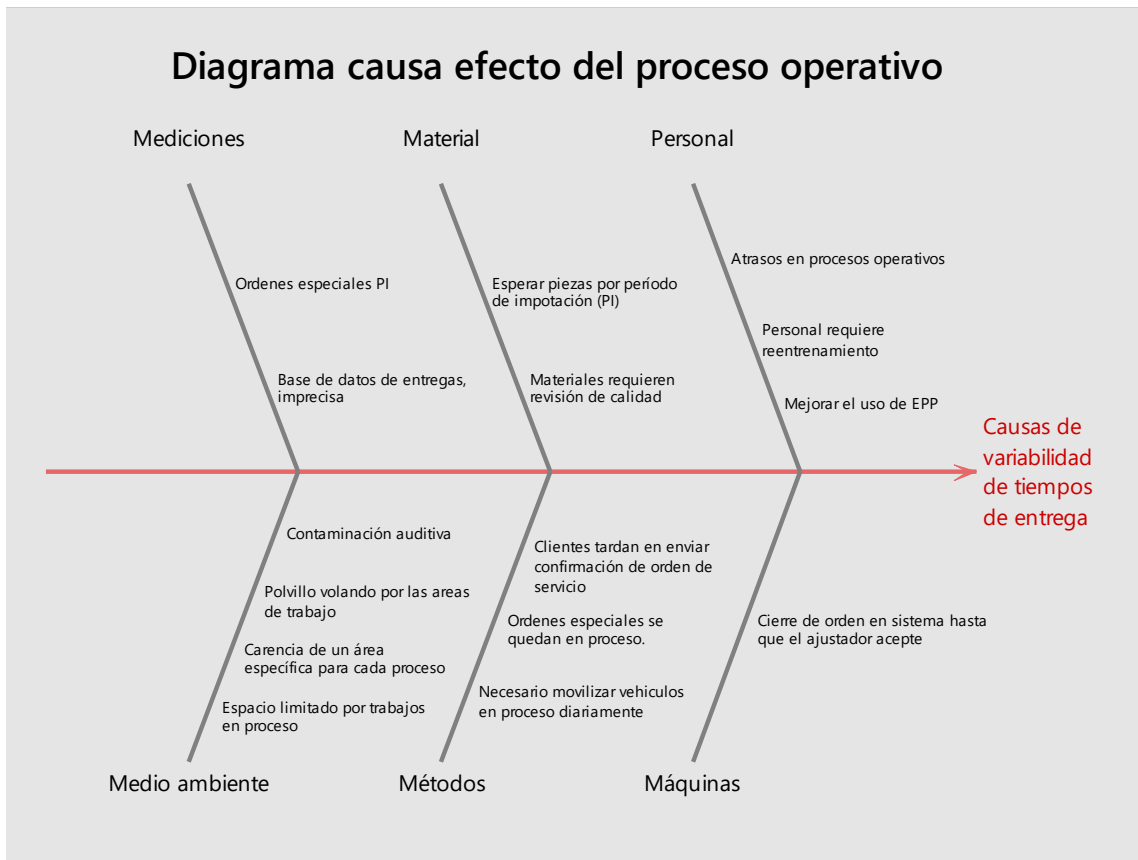 Diagrama causa efecto del proceso operativo
Mediciones
Material
Personal
Ordenes especiales PI
Base de datos de entregas,
imprecisa
Esperar piezas por período
de impotación (PI)
Materiales requieren
revisión de calidad
Atrasos en procesos operativos
Personal requiere
reentrenamiento
Mejorar el uso de EPP
Causas de
variabilidad
de tiempos
de entrega
Contaminación auditiva
Polvillo volando por las areas
de trabajo
Carencia de un área
específica para cada proceso
Espacio limitado por trabajos
en proceso
Clientes tardan en enviar
confirmación de orden de
servicio
Ordenes especiales se
quedan en proceso.
Necesario movilizar vehiculos
en proceso diariamente
Cierre de orden en sistema hasta
que el ajustador acepte
Medio ambiente
Métodos
Máquinas